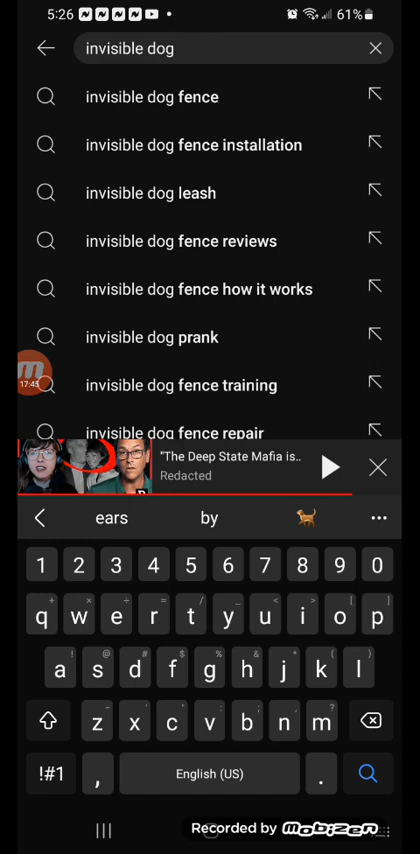 5:26 61%
invisible dog
invisible dog fence
invisible dog fence installation
invisible dog leash
invisible dog fence reviews
invisible dog fence how it works
invisible dog prank
17:45
invisible dog fence training
invisible dog fence repair
"The Deep State Mafia is..
Redacted
ears by
1 2 3 4 5 6 7 8 9 0
+ × ÷ = / _ < > [ ]
q w e r t y u i o p
! @ # $ % & * ( )
a s d f g h j k l
- ' " : ; , ?
z x c v b n m
!#1 , English (US) .
Recorded by mobizen